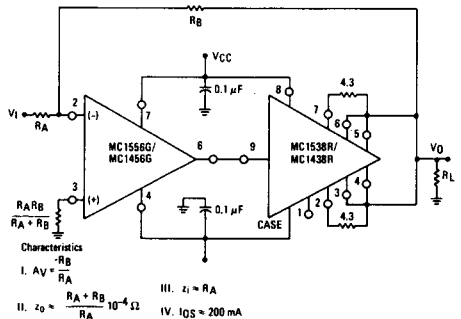 RB
VCC
0.1 µF
4.3
VI
RA
2
(-)
7
8
7
6
5
MC1556G/
MC1456G
6
9
MC1538R/
MC1438R
VO
RL
3
(+)
4
0.1 µF
CASE
1
2
3
4
4.3
RARB
RA + RB
Characteristics
I. AV = -RB
RA
II. zo ≈ RA + RB
RA 10-4 Ω
III. zi ≈ RA
IV. IOS ≈ 200 mA